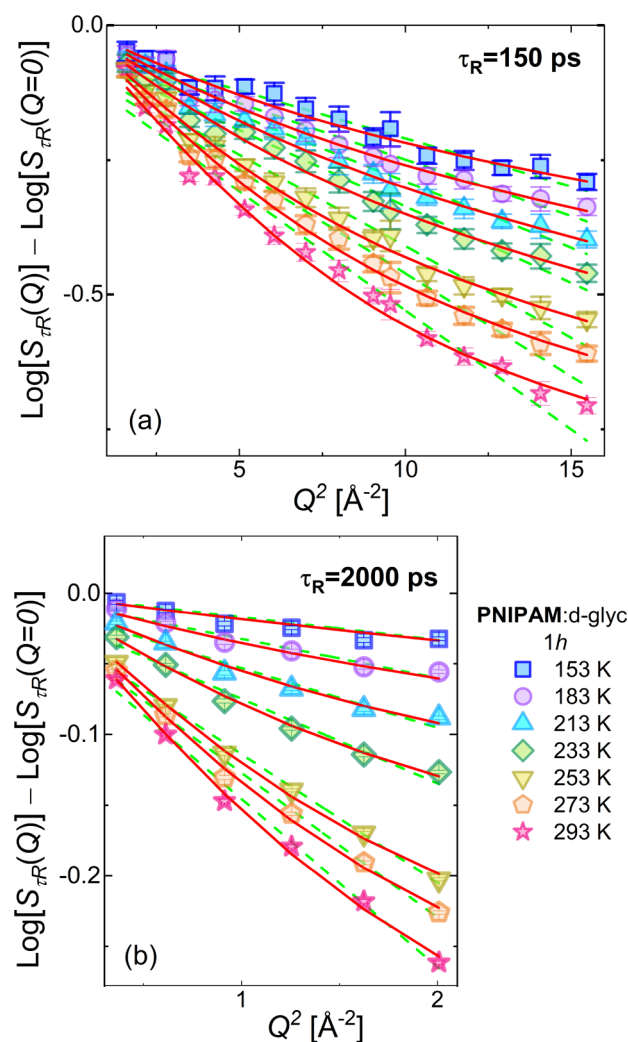 0.0
τR=150 ps
Log[SτR(Q)] − Log[SτR(Q=0)]
-0.5
(a)
5
10
15
Q² [Å⁻²]
0.0
τR=2000 ps
Log[SτR(Q)] − Log[SτR(Q=0)]
-0.1
-0.2
(b)
1
2
Q² [Å⁻²]
PNIPAM:d-glyc
1h
153 K
183 K
213 K
233 K
253 K
273 K
293 K